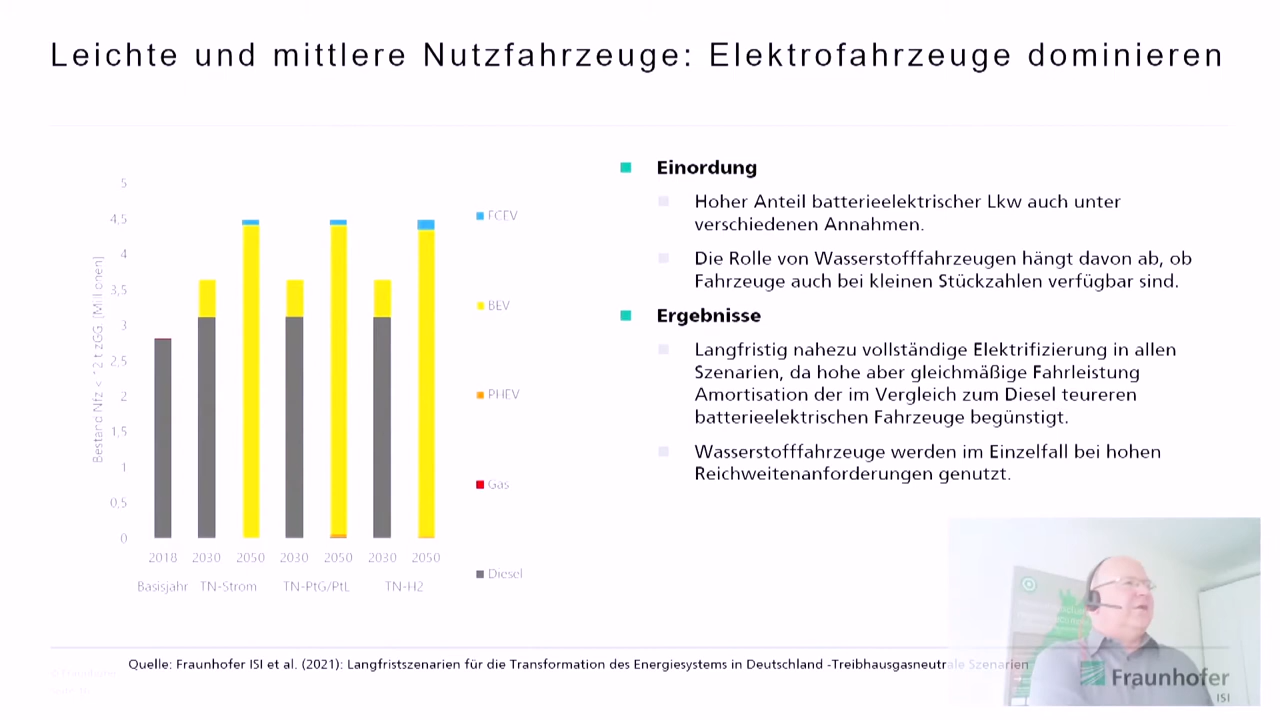 Leichte und mittlere Nutzfahrzeuge: Elektrofahrzeuge dominieren
5
4,5
4
3,5
3
2,5
2
1,5
1
0,5
0
Bestand Nfz < 12 t zGG [Millionen]
2018 2030 2050 2030 2050 2030 2050
Basisjahr TN-Strom TN-PtG/PtL TN-H2
FCEV
BEV
PHEV
Gas
Diesel
Einordung
Hoher Anteil batterieelektrischer Lkw auch unter
verschiedenen Annahmen.
Die Rolle von Wasserstofffahrzeugen hängt davon ab, ob
Fahrzeuge auch bei kleinen Stückzahlen verfügbar sind.
Ergebnisse
Langfristig nahezu vollständige Elektrifizierung in allen
Szenarien, da hohe aber gleichmäßige Fahrleistung
Amortisation der im Vergleich zum Diesel teureren
batterieelektrischen Fahrzeuge begünstigt.
Wasserstofffahrzeuge werden im Einzelfall bei hohen
Reichweitenanforderungen genutzt.
Quelle: Fraunhofer ISI et al. (2021): Langfristszenarien für die Transformation des Energiesystems in Deutschland -Treibhausgasneutrale Szenarien
© Fraunhofer
Fraunhofer
ISI